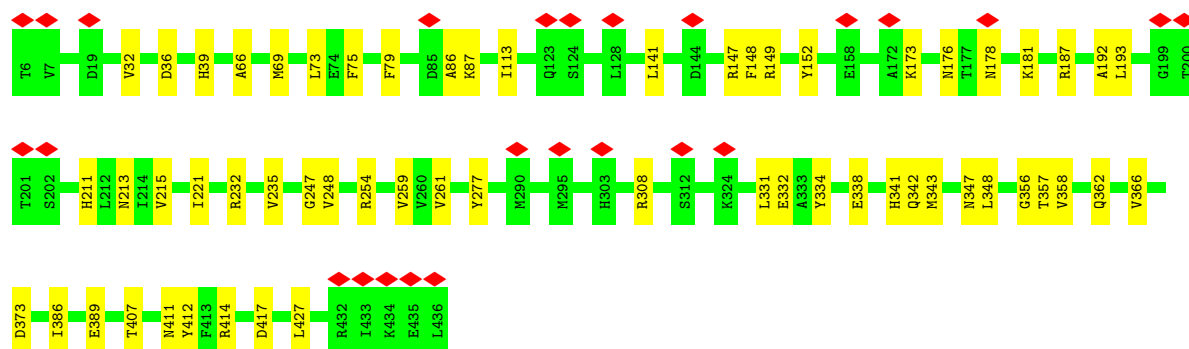 T6 V7 D19 V32 D36 H39 A66 M69 L73 E74 F75 F79 D85 A86 K87 I113 Q123 S124 L128 L141 D144 R147 F148 R149 Y152 E158 A172 K173 N176 T177 N178 K181 R187 A192 L193 G199 T200
T201 S202 H211 L212 N213 I214 V215 I221 R232 V235 G247 V248 R254 V259 V260 V261 Y277 M290 M295 H303 R308 S312 K324 L331 E332 A333 Y334 E338 H341 Q342 M343 N347 L348 G356 T357 V358 Q362 V366
D373 I386 E389 T407 N411 Y412 F413 R414 D417 L427 R432 I433 K434 E435 L436